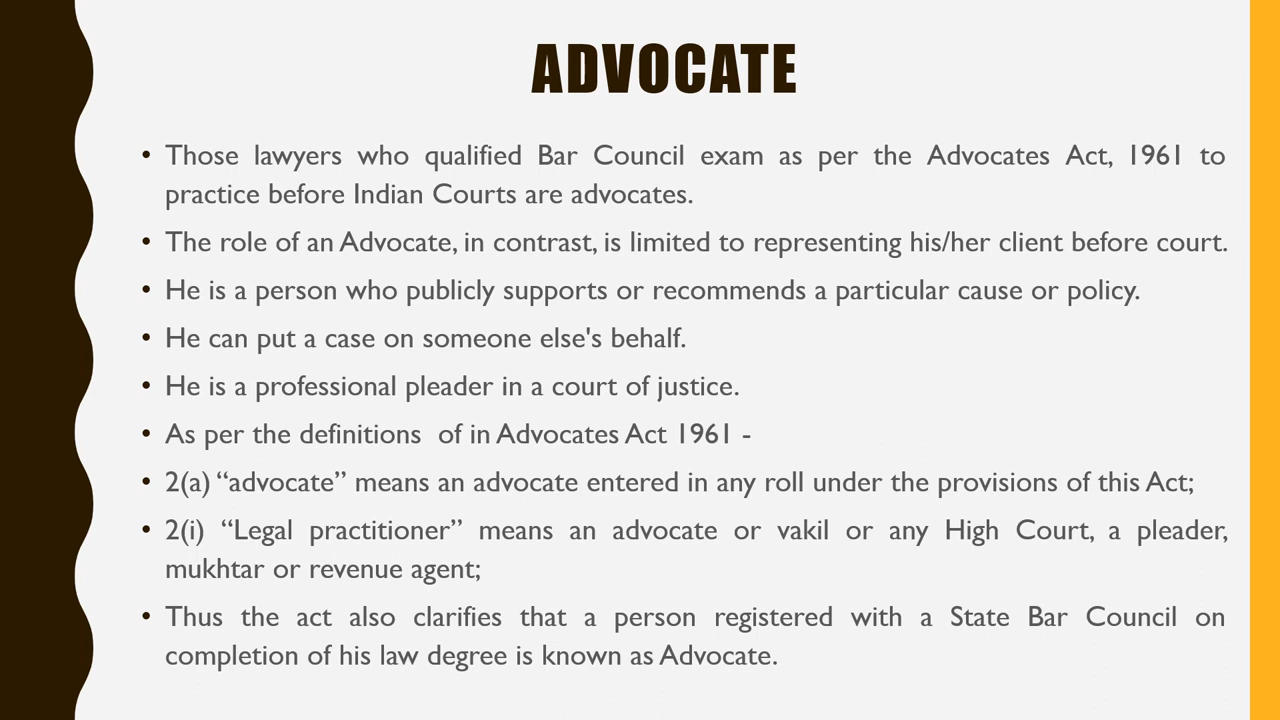 ADVOCATE
• Those lawyers who qualified Bar Council exam as per the Advocates Act, 1961 to
practice before Indian Courts are advocates.
• The role of an Advocate, in contrast, is limited to representing his/her client before court.
• He is a person who publicly supports or recommends a particular cause or policy.
• He can put a case on someone else's behalf.
• He is a professional pleader in a court of justice.
• As per the definitions  of in Advocates Act 1961 -
• 2(a) “advocate” means an advocate entered in any roll under the provisions of this Act;
• 2(i) “Legal practitioner” means an advocate or vakil or any High Court, a pleader,
mukhtar or revenue agent;
• Thus the act also clarifies that a person registered with a State Bar Council on
completion of his law degree is known as Advocate.